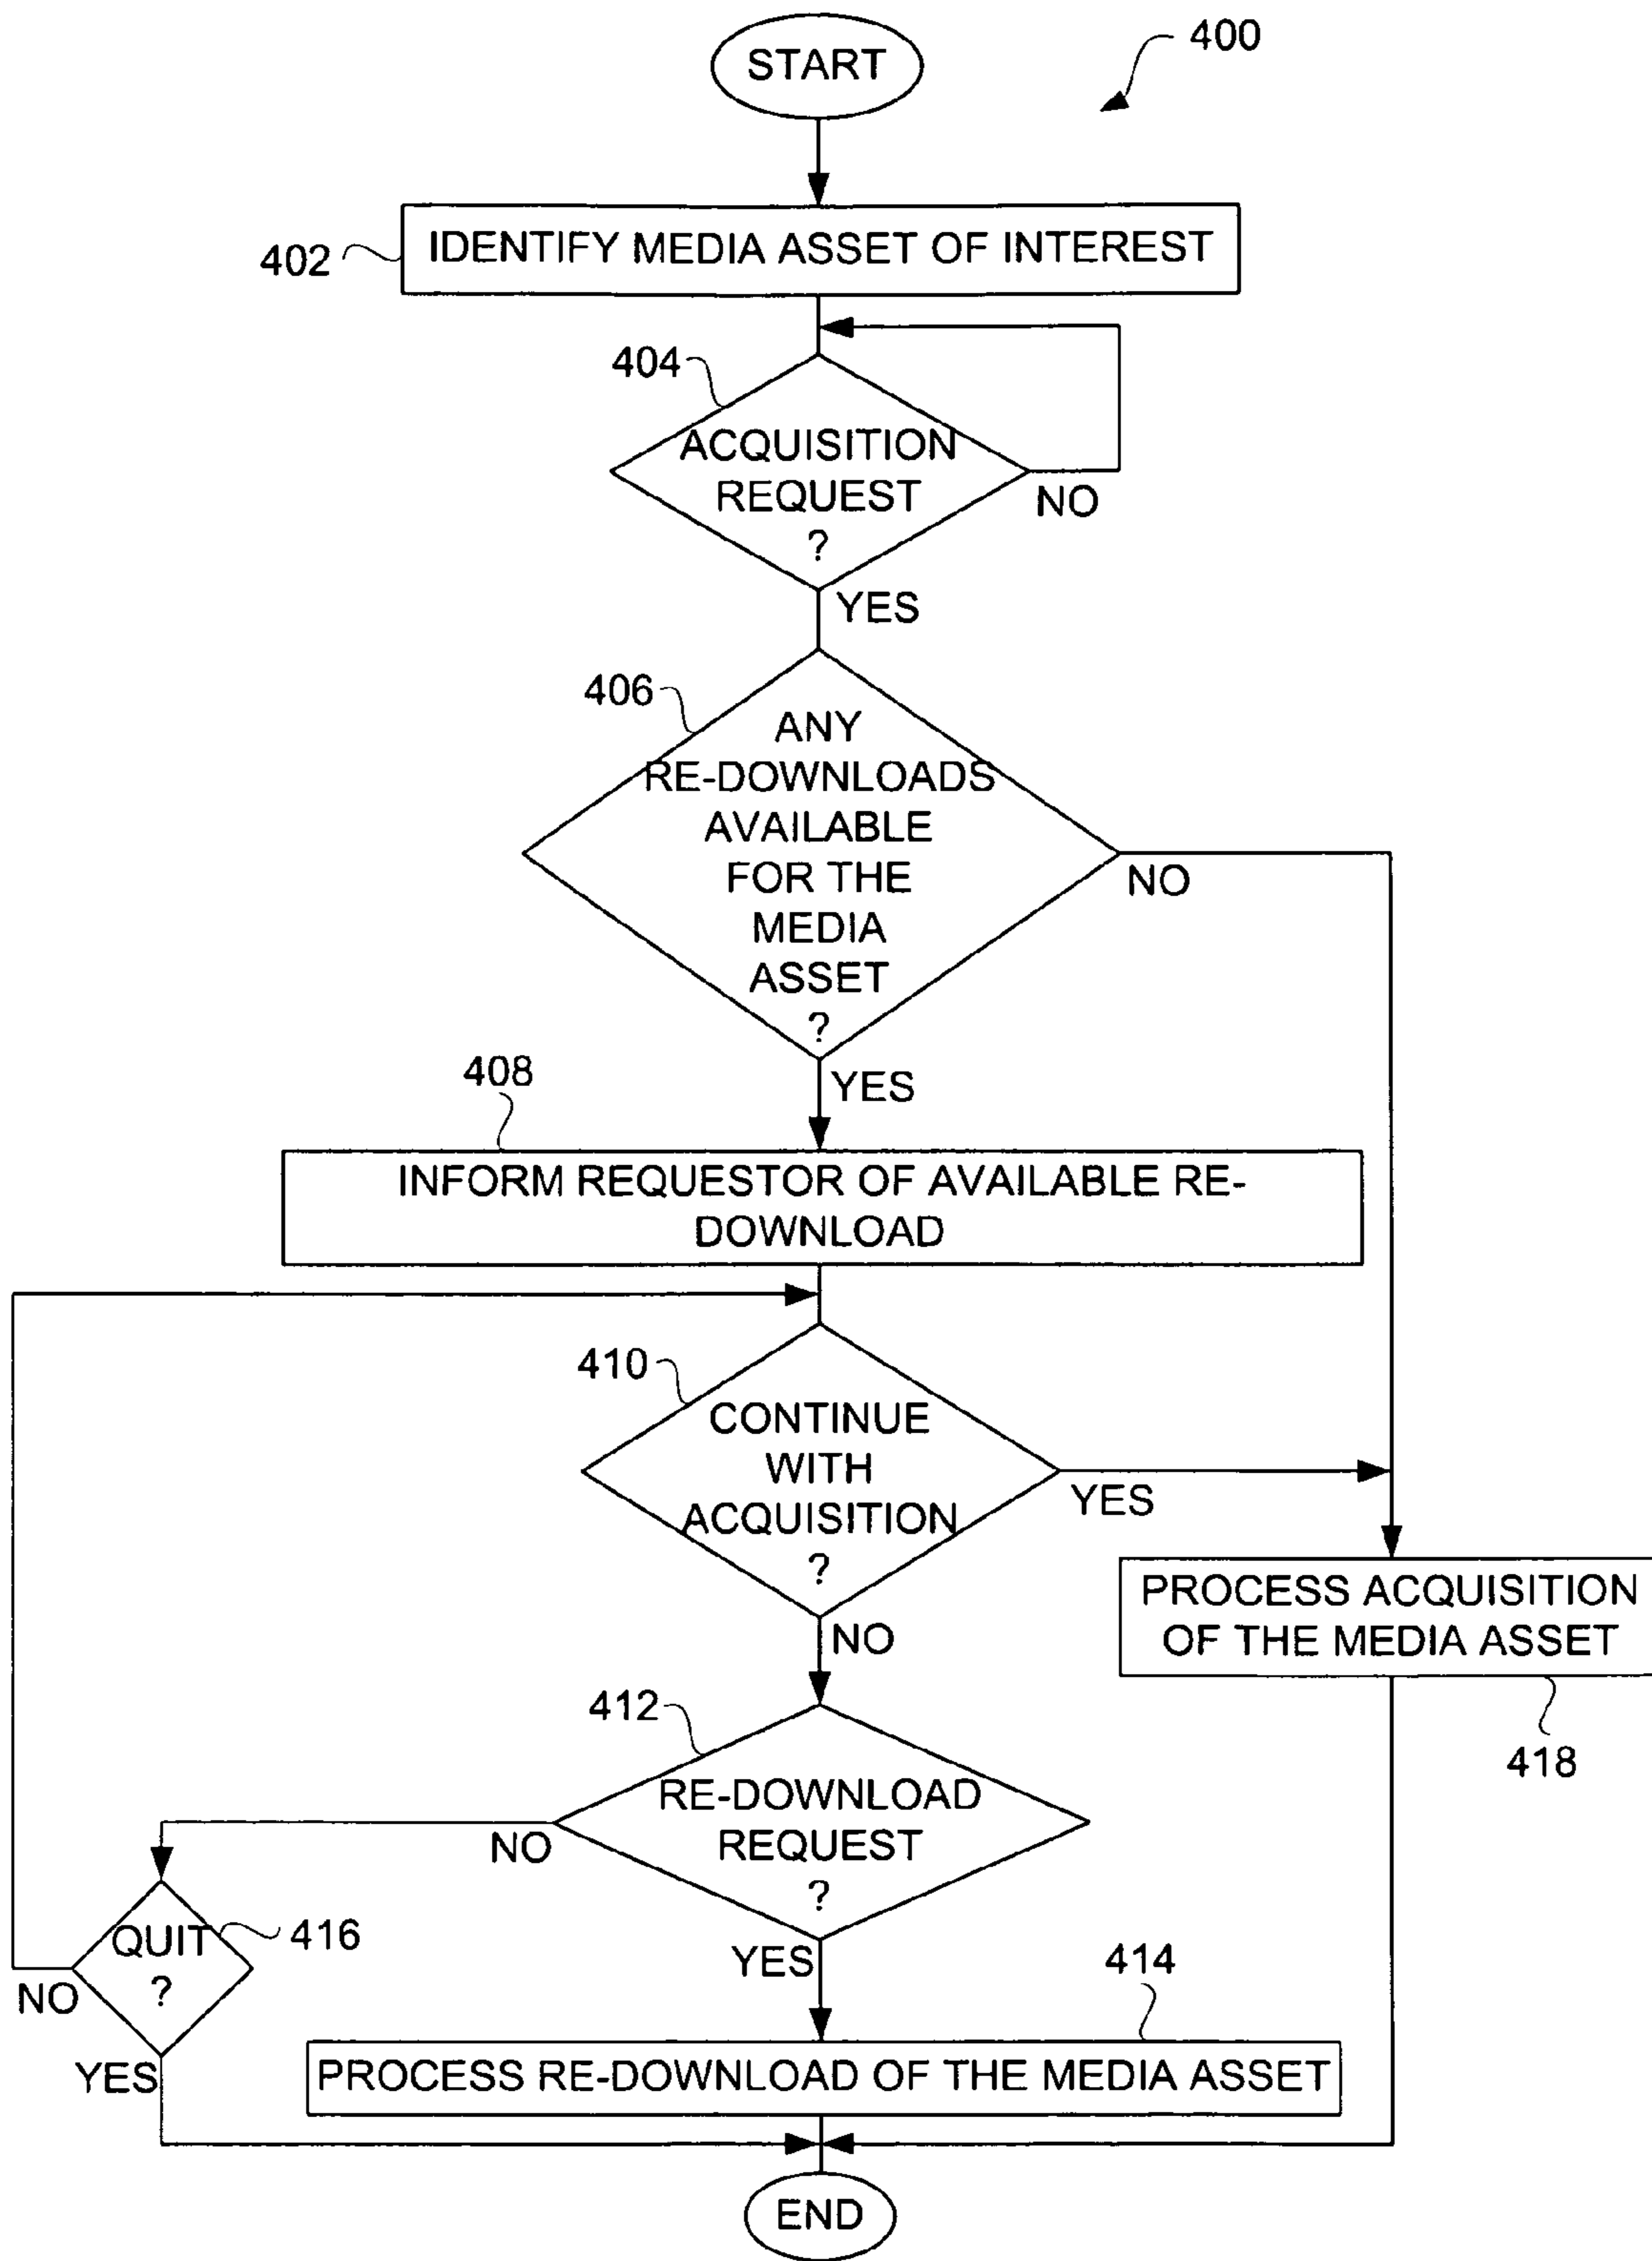 START
400
402
IDENTIFY MEDIA ASSET OF INTEREST
404
ACQUISITION
REQUEST
?
NO
YES
406
ANY
RE-DOWNLOADS
AVAILABLE
FOR THE
MEDIA
ASSET
?
NO
YES
408
INFORM REQUESTOR OF AVAILABLE RE-
DOWNLOAD
410
CONTINUE
WITH
ACQUISITION
?
YES
NO
PROCESS ACQUISITION
OF THE MEDIA ASSET
418
412
RE-DOWNLOAD
REQUEST
?
NO
YES
QUIT
?
416
NO
YES
414
PROCESS RE-DOWNLOAD OF THE MEDIA ASSET
END